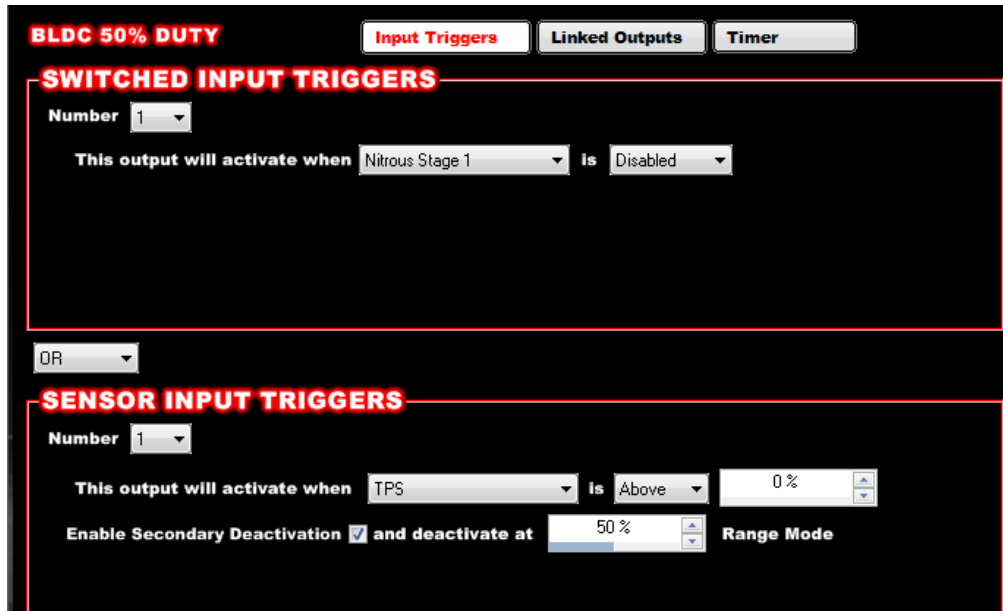 BLDC 50% DUTY Input Triggers Linked Outputs Timer
SWITCHED INPUT TRIGGERS
Number 1
This output will activate when Nitrous Stage 1 is Disabled
OR
SENSOR INPUT TRIGGERS
Number 1
This output will activate when TPS is Above 0 %
Enable Secondary Deactivation and deactivate at 50 % Range Mode